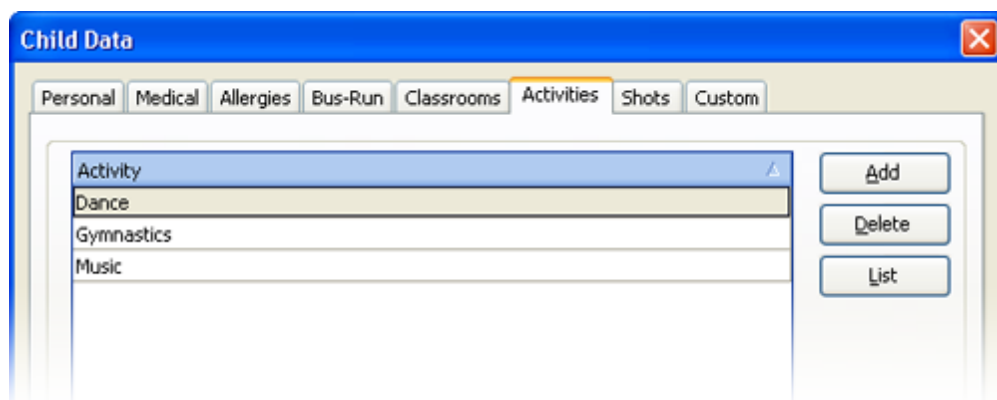 Child Data
Personal Medical Allergies Bus-Run Classrooms Activities Shots Custom
Activity
Add
Dance
Delete
Gymnastics
Music
List